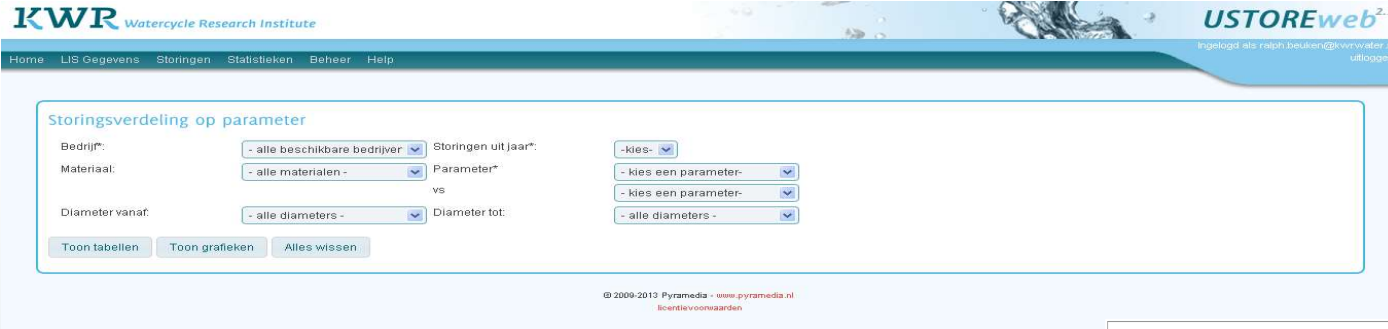 KWR Watercycle Research Institute
USTOREweb 2.
Ingelogd als ralph.beuken@kwrwater.
uitlogge
Home LIS Gegevens Storingen Statistieken Beheer Help
Storingsverdeling op parameter
Bedrijf*: - alle beschikbare bedrijver Storingen uit jaar*: -kies-
Materiaal: - alle materialen - Parameter* - kies een parameter-
vs - kies een parameter-
Diameter vanaf: - alle diameters - Diameter tot: - alle diameters -
Toon tabellen Toon grafieken Alles wissen
© 2009-2013 Pyramedia - www.pyramedia.nl
licentievoorwaarden